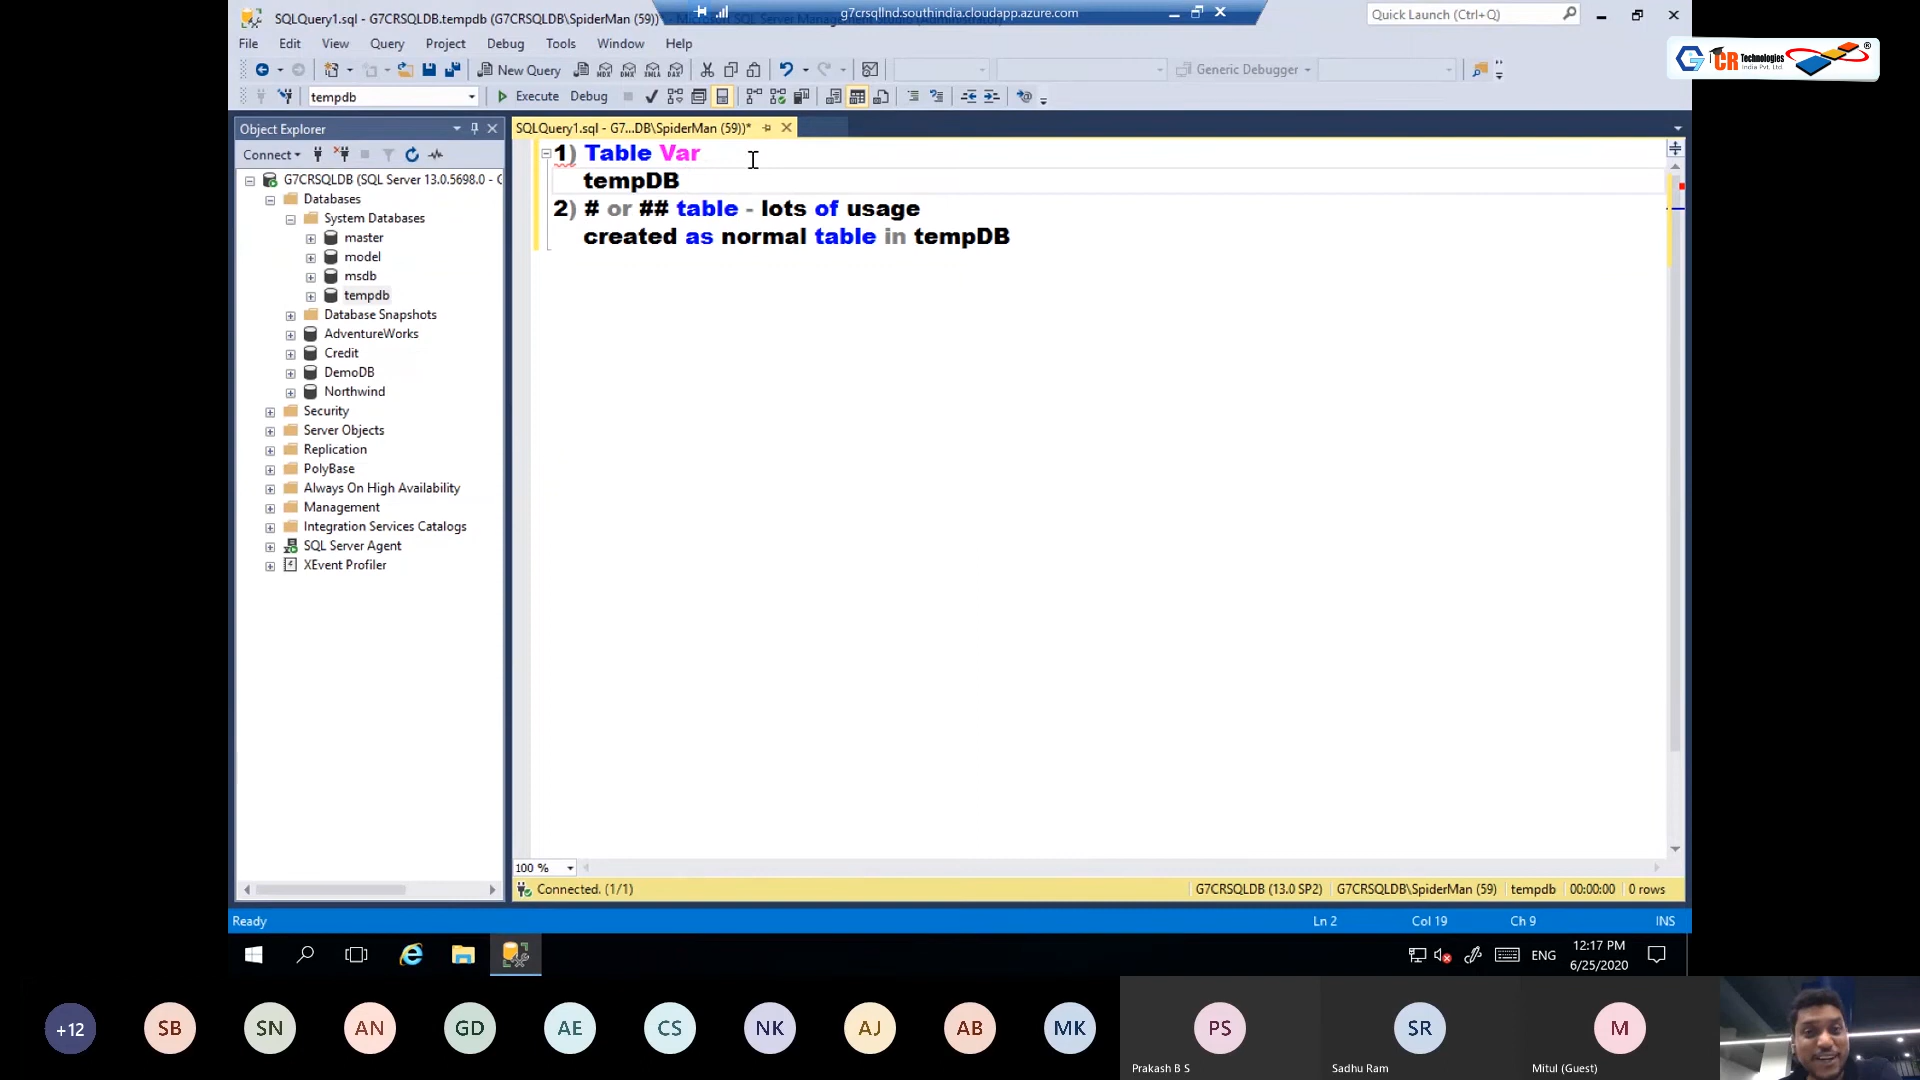 SQLQuery1.sql - G7CRSQLDB.tempdb (G7CRSQLDB\SpiderMan (59))
g7crsqllnd.southindia.cloudapp.azure.com
Quick Launch (Ctrl+Q)
File Edit View Query Project Debug Tools Window Help
New Query
Generic Debugger
tempdb
Execute Debug
Object Explorer
SQLQuery1.sql - G7...DB\SpiderMan (59))*
Connect
G7CRSQLDB (SQL Server 13.0.5698.0 - G
Databases
System Databases
master
model
msdb
tempdb
Database Snapshots
AdventureWorks
Credit
DemoDB
Northwind
Security
Server Objects
Replication
PolyBase
Always On High Availability
Management
Integration Services Catalogs
SQL Server Agent
XEvent Profiler
1) Table Var
tempDB
2) # or ## table - lots of usage
created as normal table in tempDB
100 %
Connected. (1/1)
G7CRSQLDB (13.0 SP2) G7CRSQLDB\SpiderMan (59) tempdb 00:00:00 0 rows
Ready
Ln 2 Col 19 Ch 9 INS
ENG
12:17 PM
6/25/2020
G7 CR Technologies
India Pvt. Ltd.
+12 SB SN AN GD AE CS NK AJ AB MK PS SR M
Prakash B S Sadhu Ram Mitul (Guest)